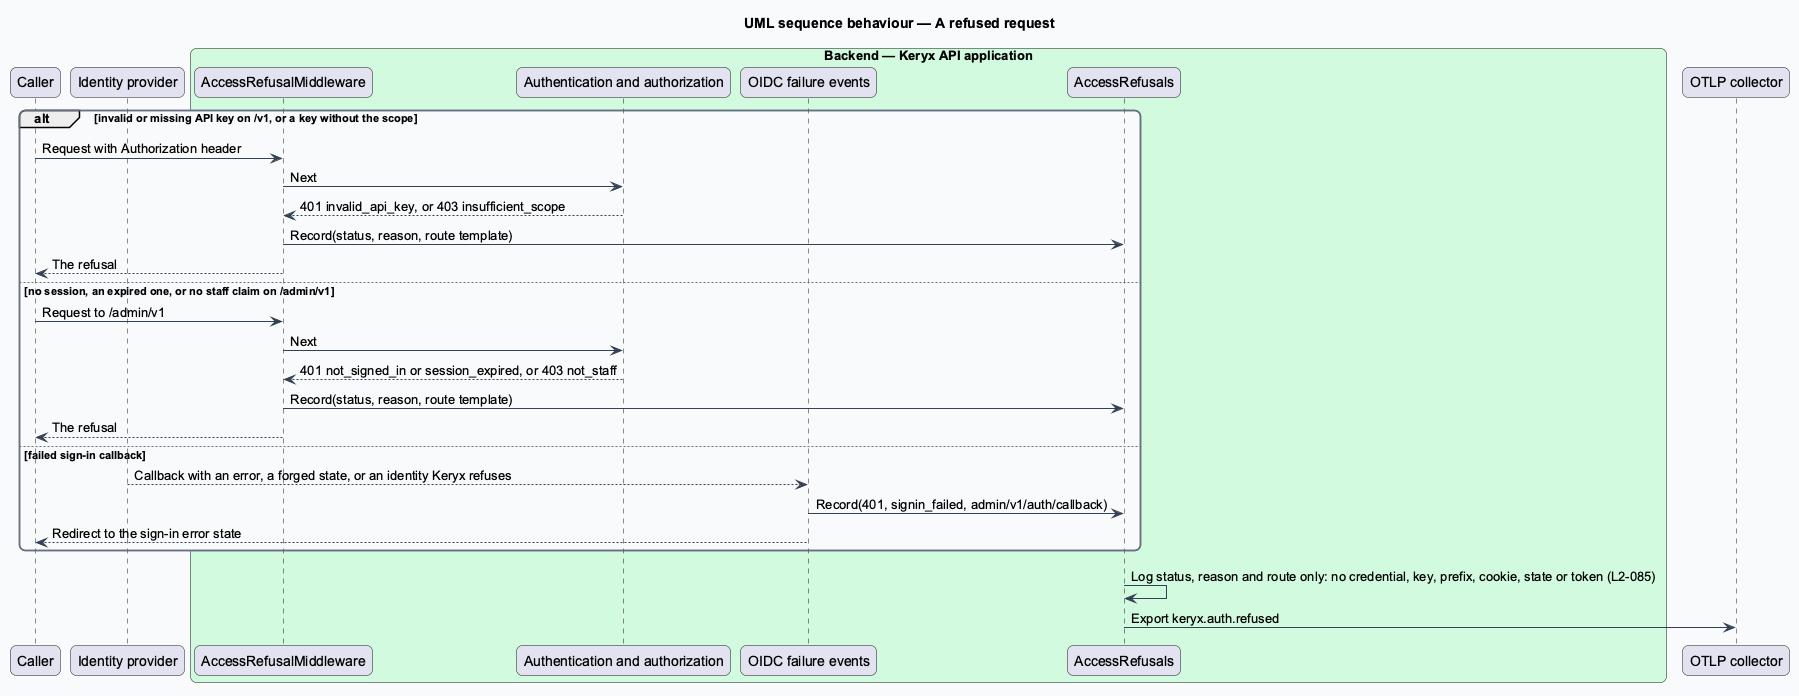 UML sequence behaviour — A refused request
Backend — Keryx API application
Caller
Identity provider
AccessRefusalMiddleware
Authentication and authorization
OIDC failure events
AccessRefusals
OTLP collector
alt
[invalid or missing API key on /v1, or a key without the scope]
Request with Authorization header
Next
401 invalid_api_key, or 403 insufficient_scope
Record(status, reason, route template)
The refusal
[no session, an expired one, or no staff claim on /admin/v1]
Request to /admin/v1
Next
401 not_signed_in or session_expired, or 403 not_staff
Record(status, reason, route template)
The refusal
[failed sign-in callback]
Callback with an error, a forged state, or an identity Keryx refuses
Record(401, signin_failed, admin/v1/auth/callback)
Redirect to the sign-in error state
Log status, reason and route only: no credential, key, prefix, cookie, state or token (L2-085)
Export keryx.auth.refused
Caller
Identity provider
AccessRefusalMiddleware
Authentication and authorization
OIDC failure events
AccessRefusals
OTLP collector